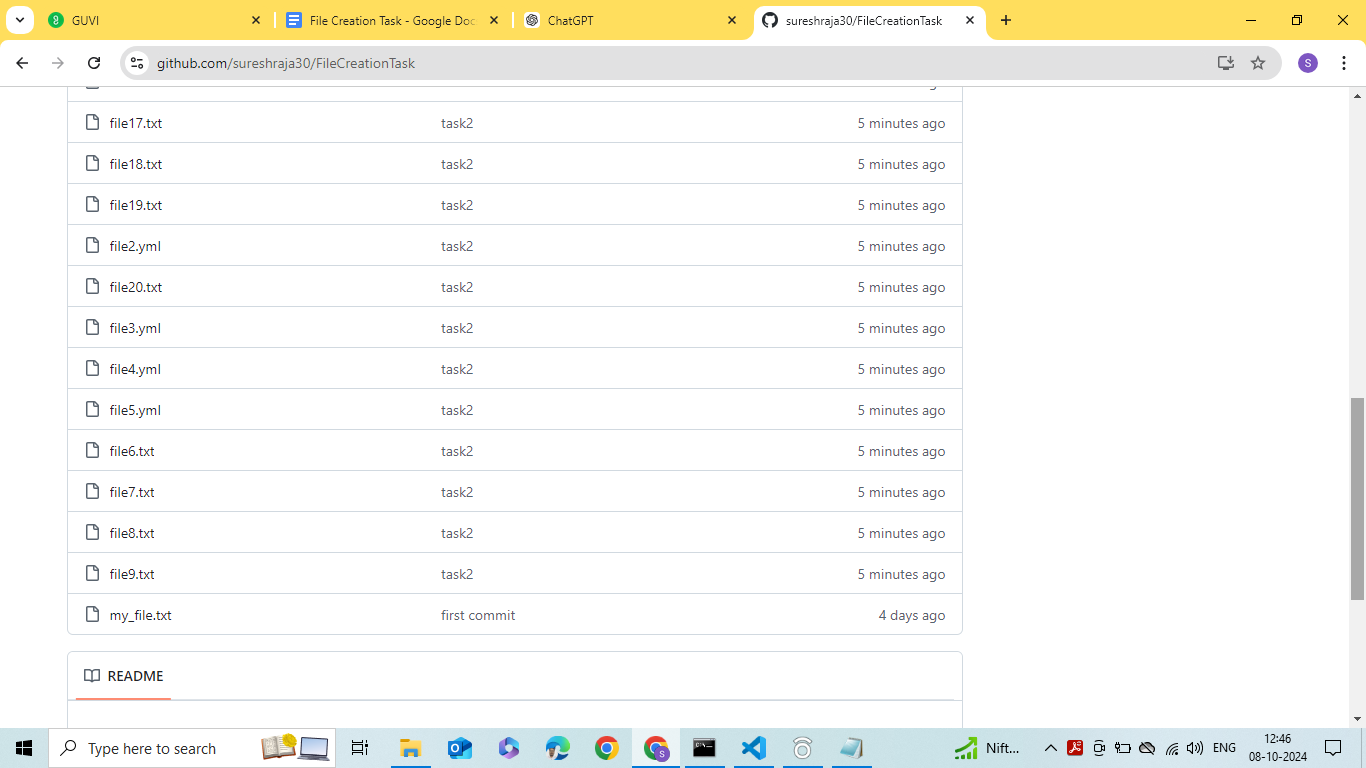 GUVI
File Creation Task - Google Doc
ChatGPT
sureshraja30/FileCreationTask
github.com/sureshraja30/FileCreationTask
S
file17.txt task2 5 minutes ago
file18.txt task2 5 minutes ago
file19.txt task2 5 minutes ago
file2.yml task2 5 minutes ago
file20.txt task2 5 minutes ago
file3.yml task2 5 minutes ago
file4.yml task2 5 minutes ago
file5.yml task2 5 minutes ago
file6.txt task2 5 minutes ago
file7.txt task2 5 minutes ago
file8.txt task2 5 minutes ago
file9.txt task2 5 minutes ago
my_file.txt first commit 4 days ago
README
Type here to search
Nift...
ENG
12:46
08-10-2024